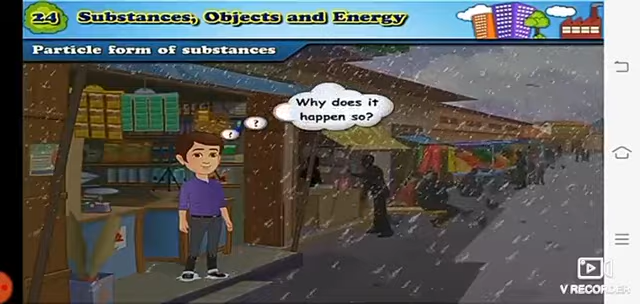 24 Substances, Objects and Energy
Particle form of substances
Why does it
happen so?
?
?
V RECORDER